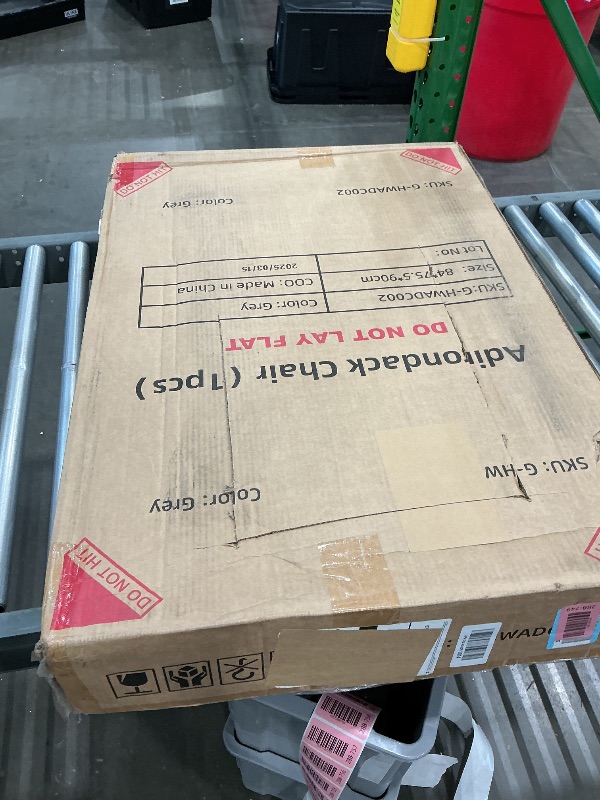 Adirondack Chair (1pcs)
DO NOT LAY FLAT
SKU:G-HWADC002
Color: Grey
Size: 84*75.5*90cm
COO: Made in China
Lot NO:
2025/03/15
SKU: G-HWADC002
Color: Grey
SKU: G-HW
Color: Grey
DO NOT HIT
DO NOT HIT
DO NOT HIT
WADC